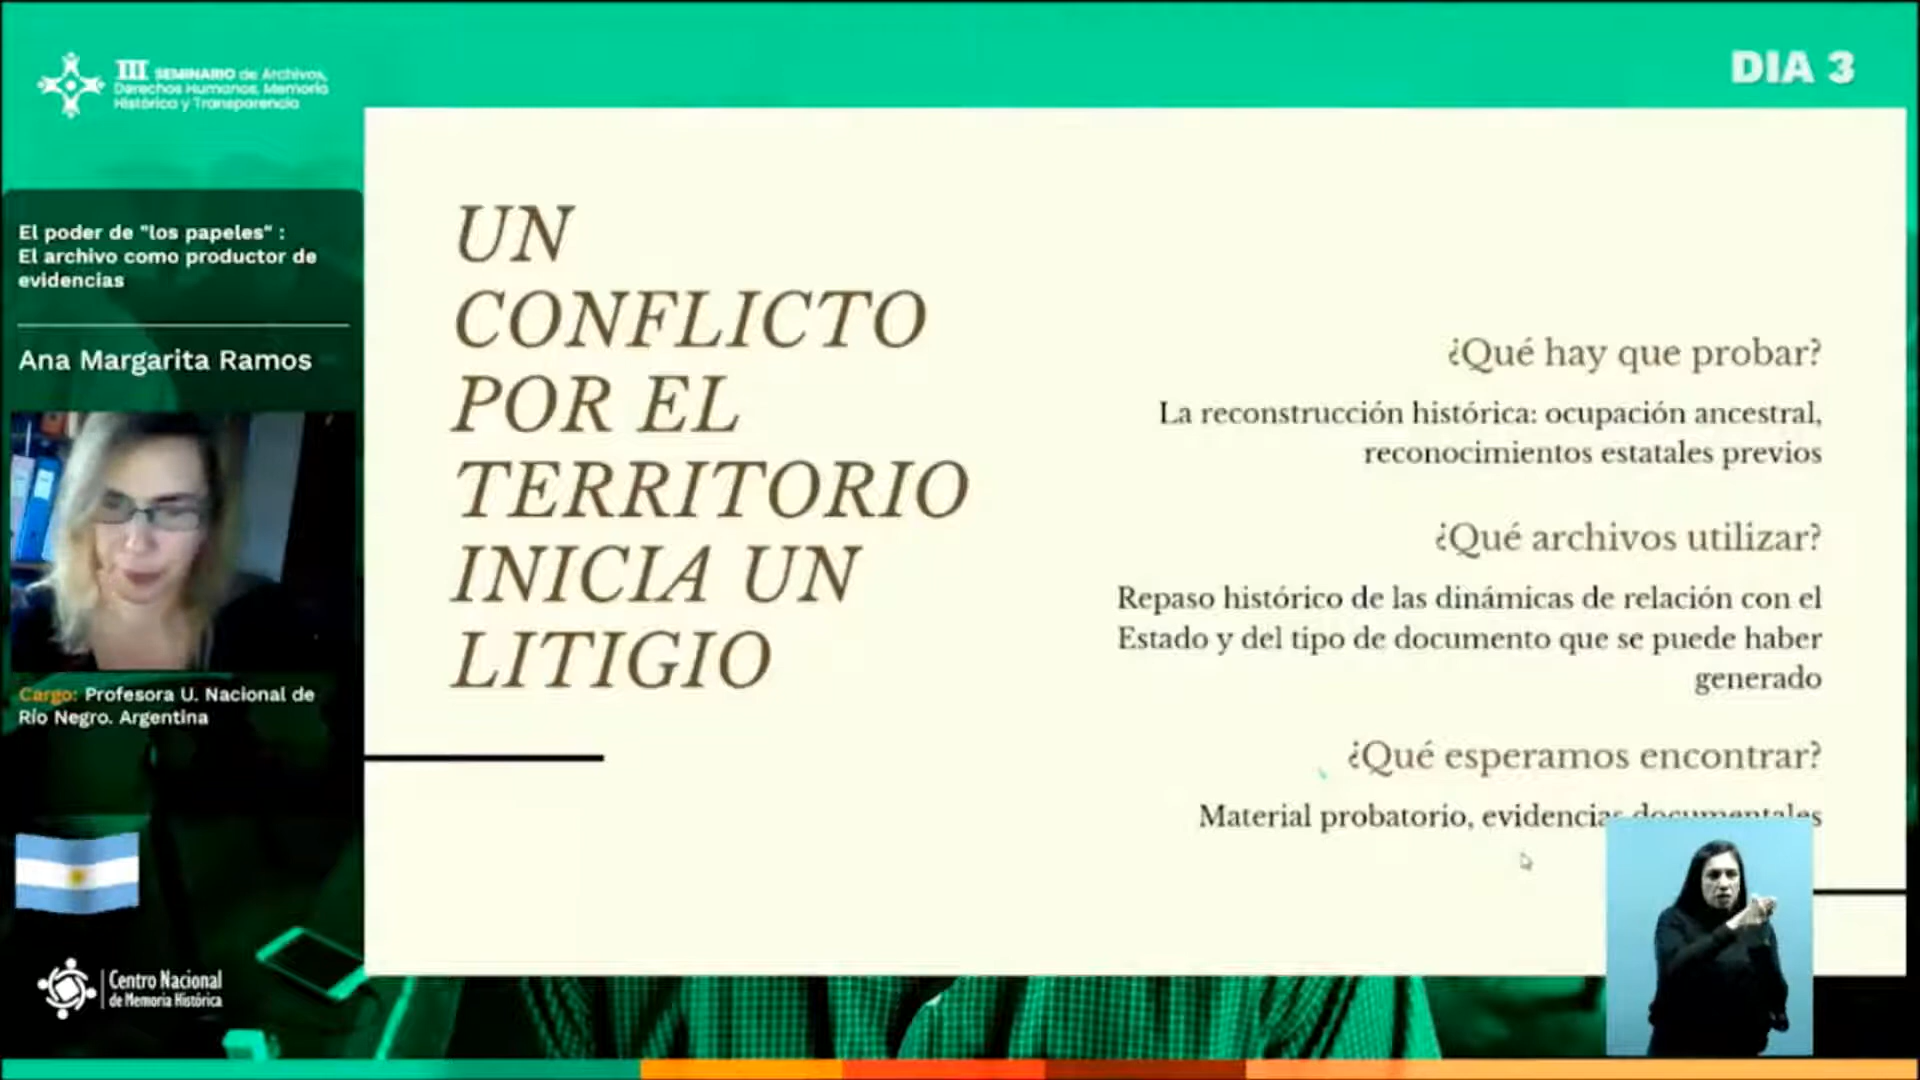 III SEMINARIO de Archivos,
Derechos Humanos, Memoria
Histórica y Transparencia
DIA 3
El poder de "los papeles" :
El archivo como productor de
evidencias
Ana Margarita Ramos
Cargo: Profesora U. Nacional de
Río Negro. Argentina
Centro Nacional
de Memoria Histórica
UN
CONFLICTO
POR EL
TERRITORIO
INICIA UN
LITIGIO
¿Qué hay que probar?
La reconstrucción histórica: ocupación ancestral,
reconocimientos estatales previos
¿Qué archivos utilizar?
Repaso histórico de las dinámicas de relación con el
Estado y del tipo de documento que se puede haber
generado
¿Qué esperamos encontrar?
Material probatorio, evidencias documentales